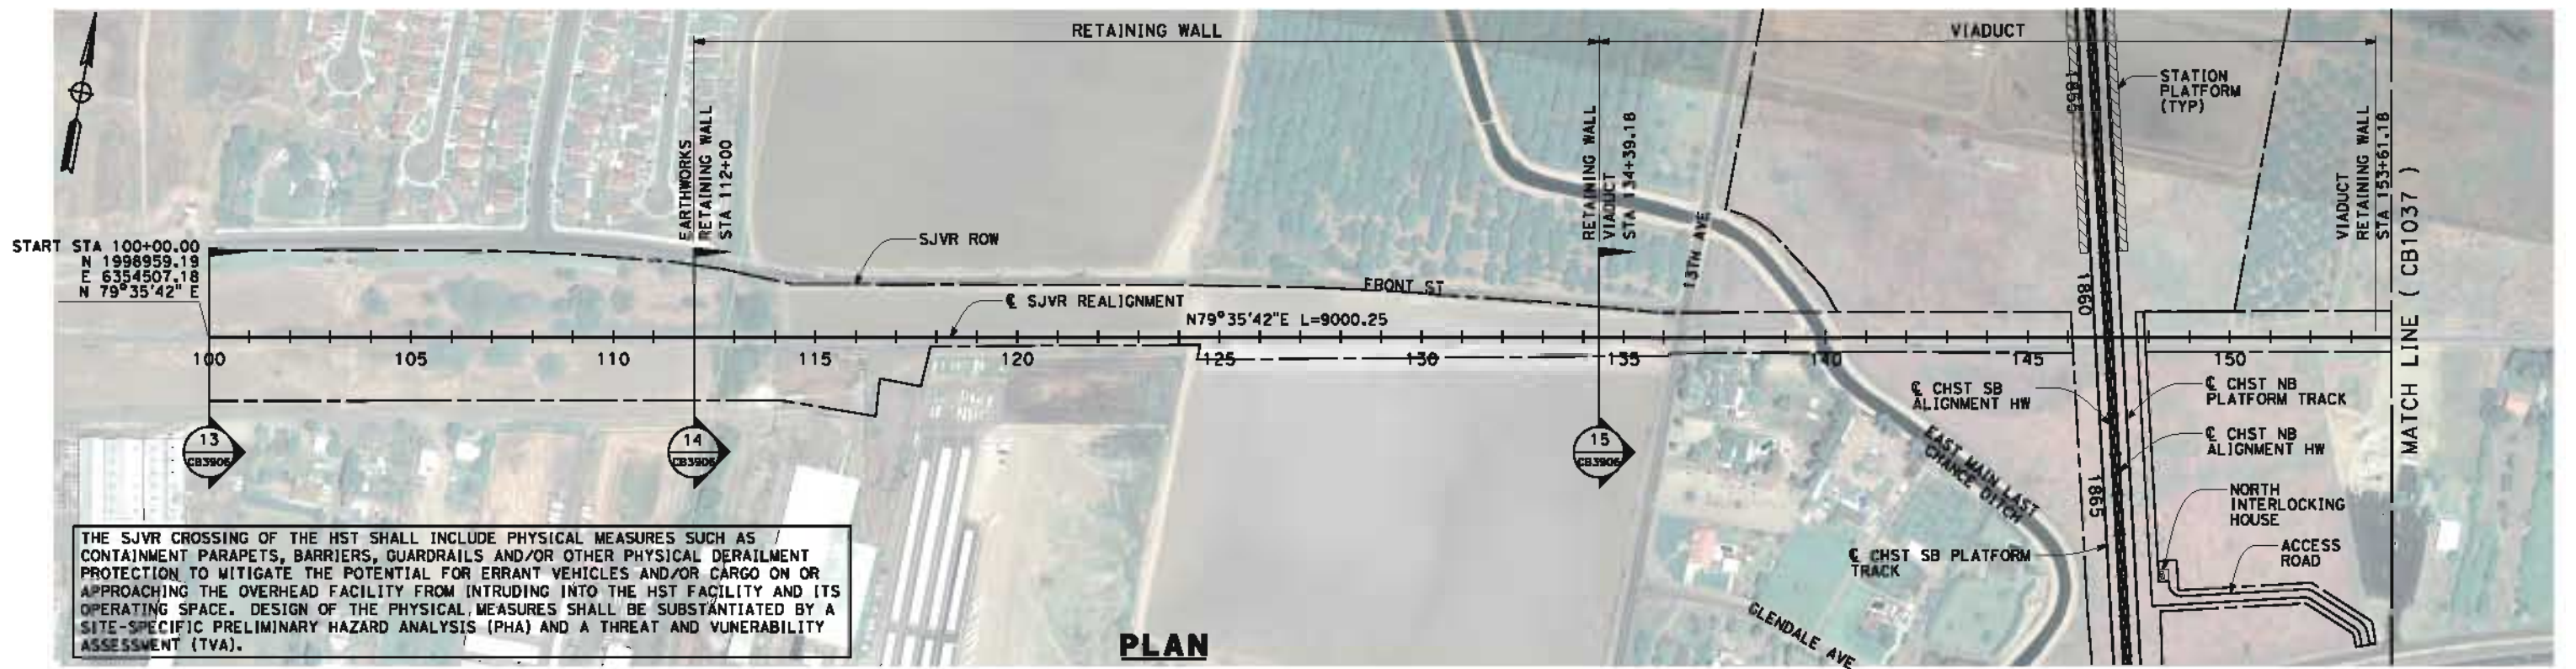 RETAINING WALL
VIADUCT
STATION
PLATFORM
(TYP)
EARTHWORKS
RETAINING WALL
STA 112+00
RETAINING WALL
VIADUCT
STA 134+39.18
VIADUCT
RETAINING WALL
STA 153+61.18
MATCH LINE ( CB1037 )
START STA 100+00.00
N 1998959.19
E 6354507.18
N 79°35'42" E
SJVR ROW
FRONT ST
13TH AVE
1860
℄ SJVR REALIGNMENT
N79°35'42"E L=9000.25
100
105
110
115
120
125
130
135
140
145
150
℄ CHST SB
ALIGNMENT HW
℄ CHST NB
PLATFORM TRACK
℄ CHST NB
ALIGNMENT HW
13
CB3906
14
CB3906
15
CB3906
EAST MAIN LAST
CHANCE DITCH
1865
NORTH
INTERLOCKING
HOUSE
ACCESS
ROAD
℄ CHST SB PLATFORM
TRACK
GLENDALE AVE
THE SJVR CROSSING OF THE HST SHALL INCLUDE PHYSICAL MEASURES SUCH AS
CONTAINMENT PARAPETS, BARRIERS, GUARDRAILS AND/OR OTHER PHYSICAL DERAILMENT
PROTECTION TO MITIGATE THE POTENTIAL FOR ERRANT VEHICLES AND/OR CARGO ON OR
APPROACHING THE OVERHEAD FACILITY FROM INTRUDING INTO THE HST FACILITY AND ITS
OPERATING SPACE. DESIGN OF THE PHYSICAL MEASURES SHALL BE SUBSTANTIATED BY A
SITE-SPECIFIC PRELIMINARY HAZARD ANALYSIS (PHA) AND A THREAT AND VUNERABILITY
ASSESSMENT (TVA).
PLAN